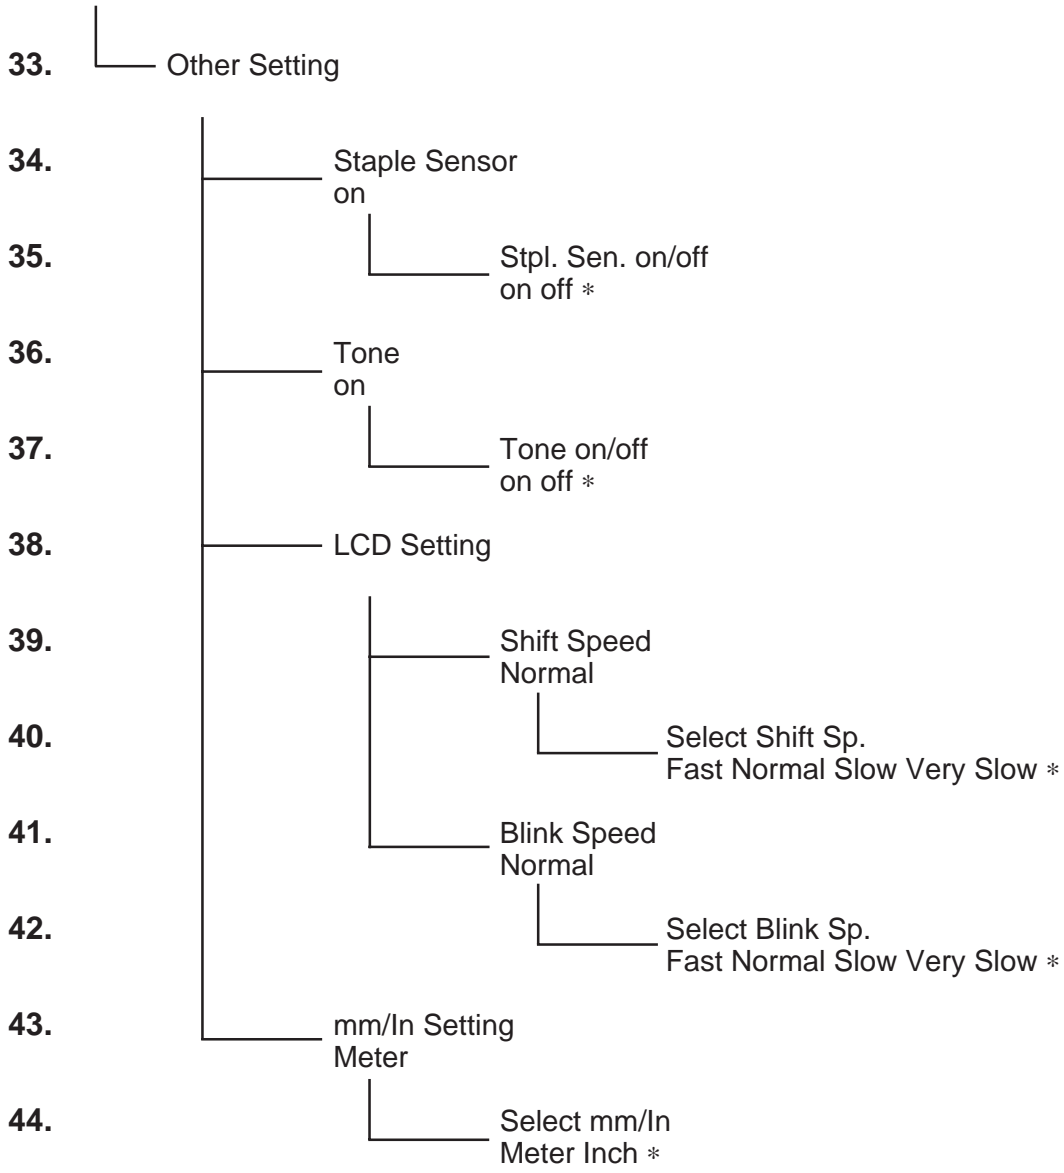 33. Other Setting
34. Staple Sensor
on
35. Stpl. Sen. on/off
on off *
36. Tone
on
37. Tone on/off
on off *
38. LCD Setting
39. Shift Speed
Normal
40. Select Shift Sp.
Fast Normal Slow Very Slow *
41. Blink Speed
Normal
42. Select Blink Sp.
Fast Normal Slow Very Slow *
43. mm/In Setting
Meter
44. Select mm/In
Meter Inch *